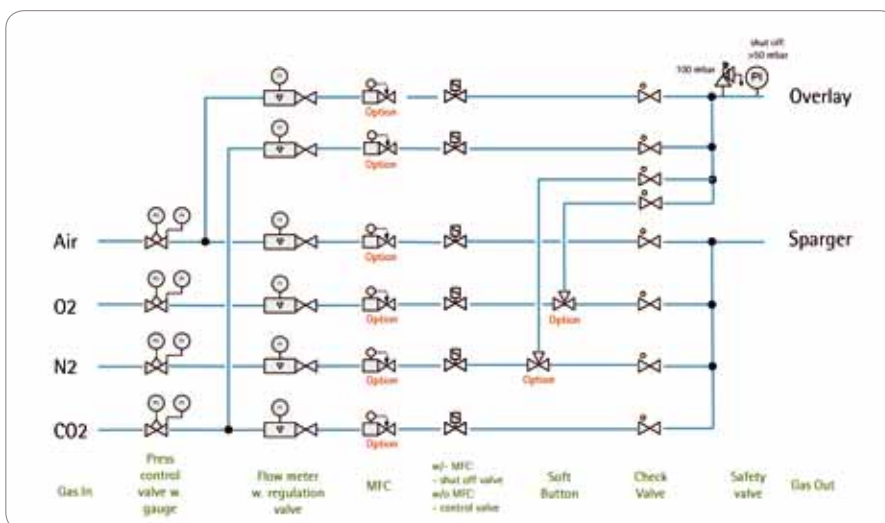 shut off:
>50 mbar
100 mbar
PI
Overlay
Option
Option
Air
Sparger
Option
O2
Option
Option
N2
Option
Option
CO2
Option
Gas In
Press
control
valve w.
gauge
Flow meter
w. regulation
valve
MFC
w/- MFC:
- shut off valve
w/o MFC:
- control valve
Soft
Button
Check
Valve
Safety
valve
Gas Out